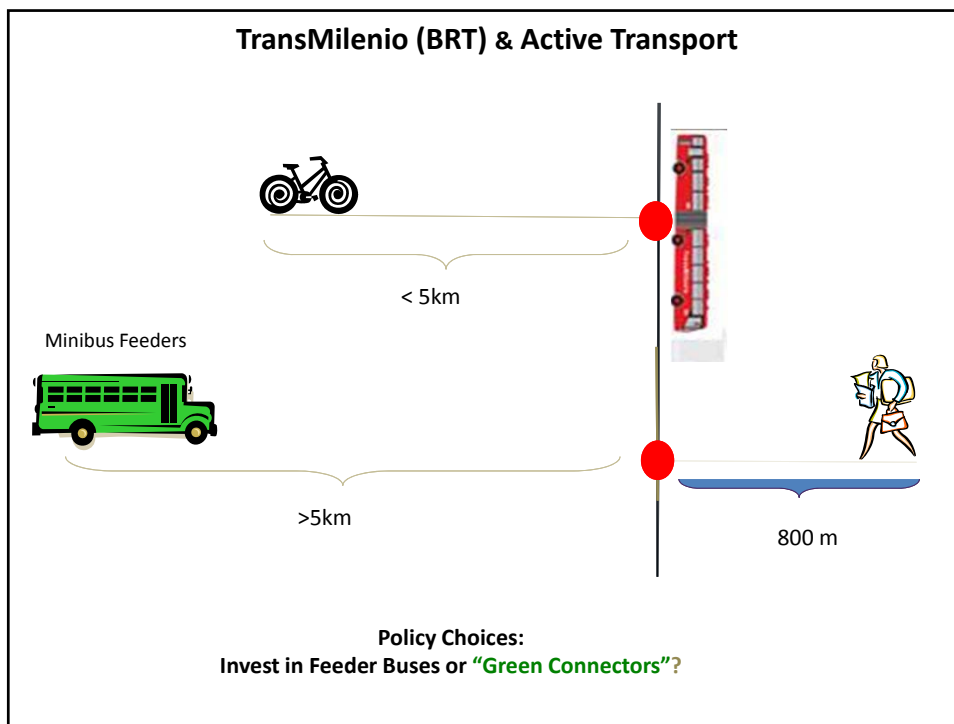 TransMilenio (BRT) & Active Transport
< 5km
Minibus Feeders
>5km
800 m
Policy Choices:
Invest in Feeder Buses or “Green Connectors”?